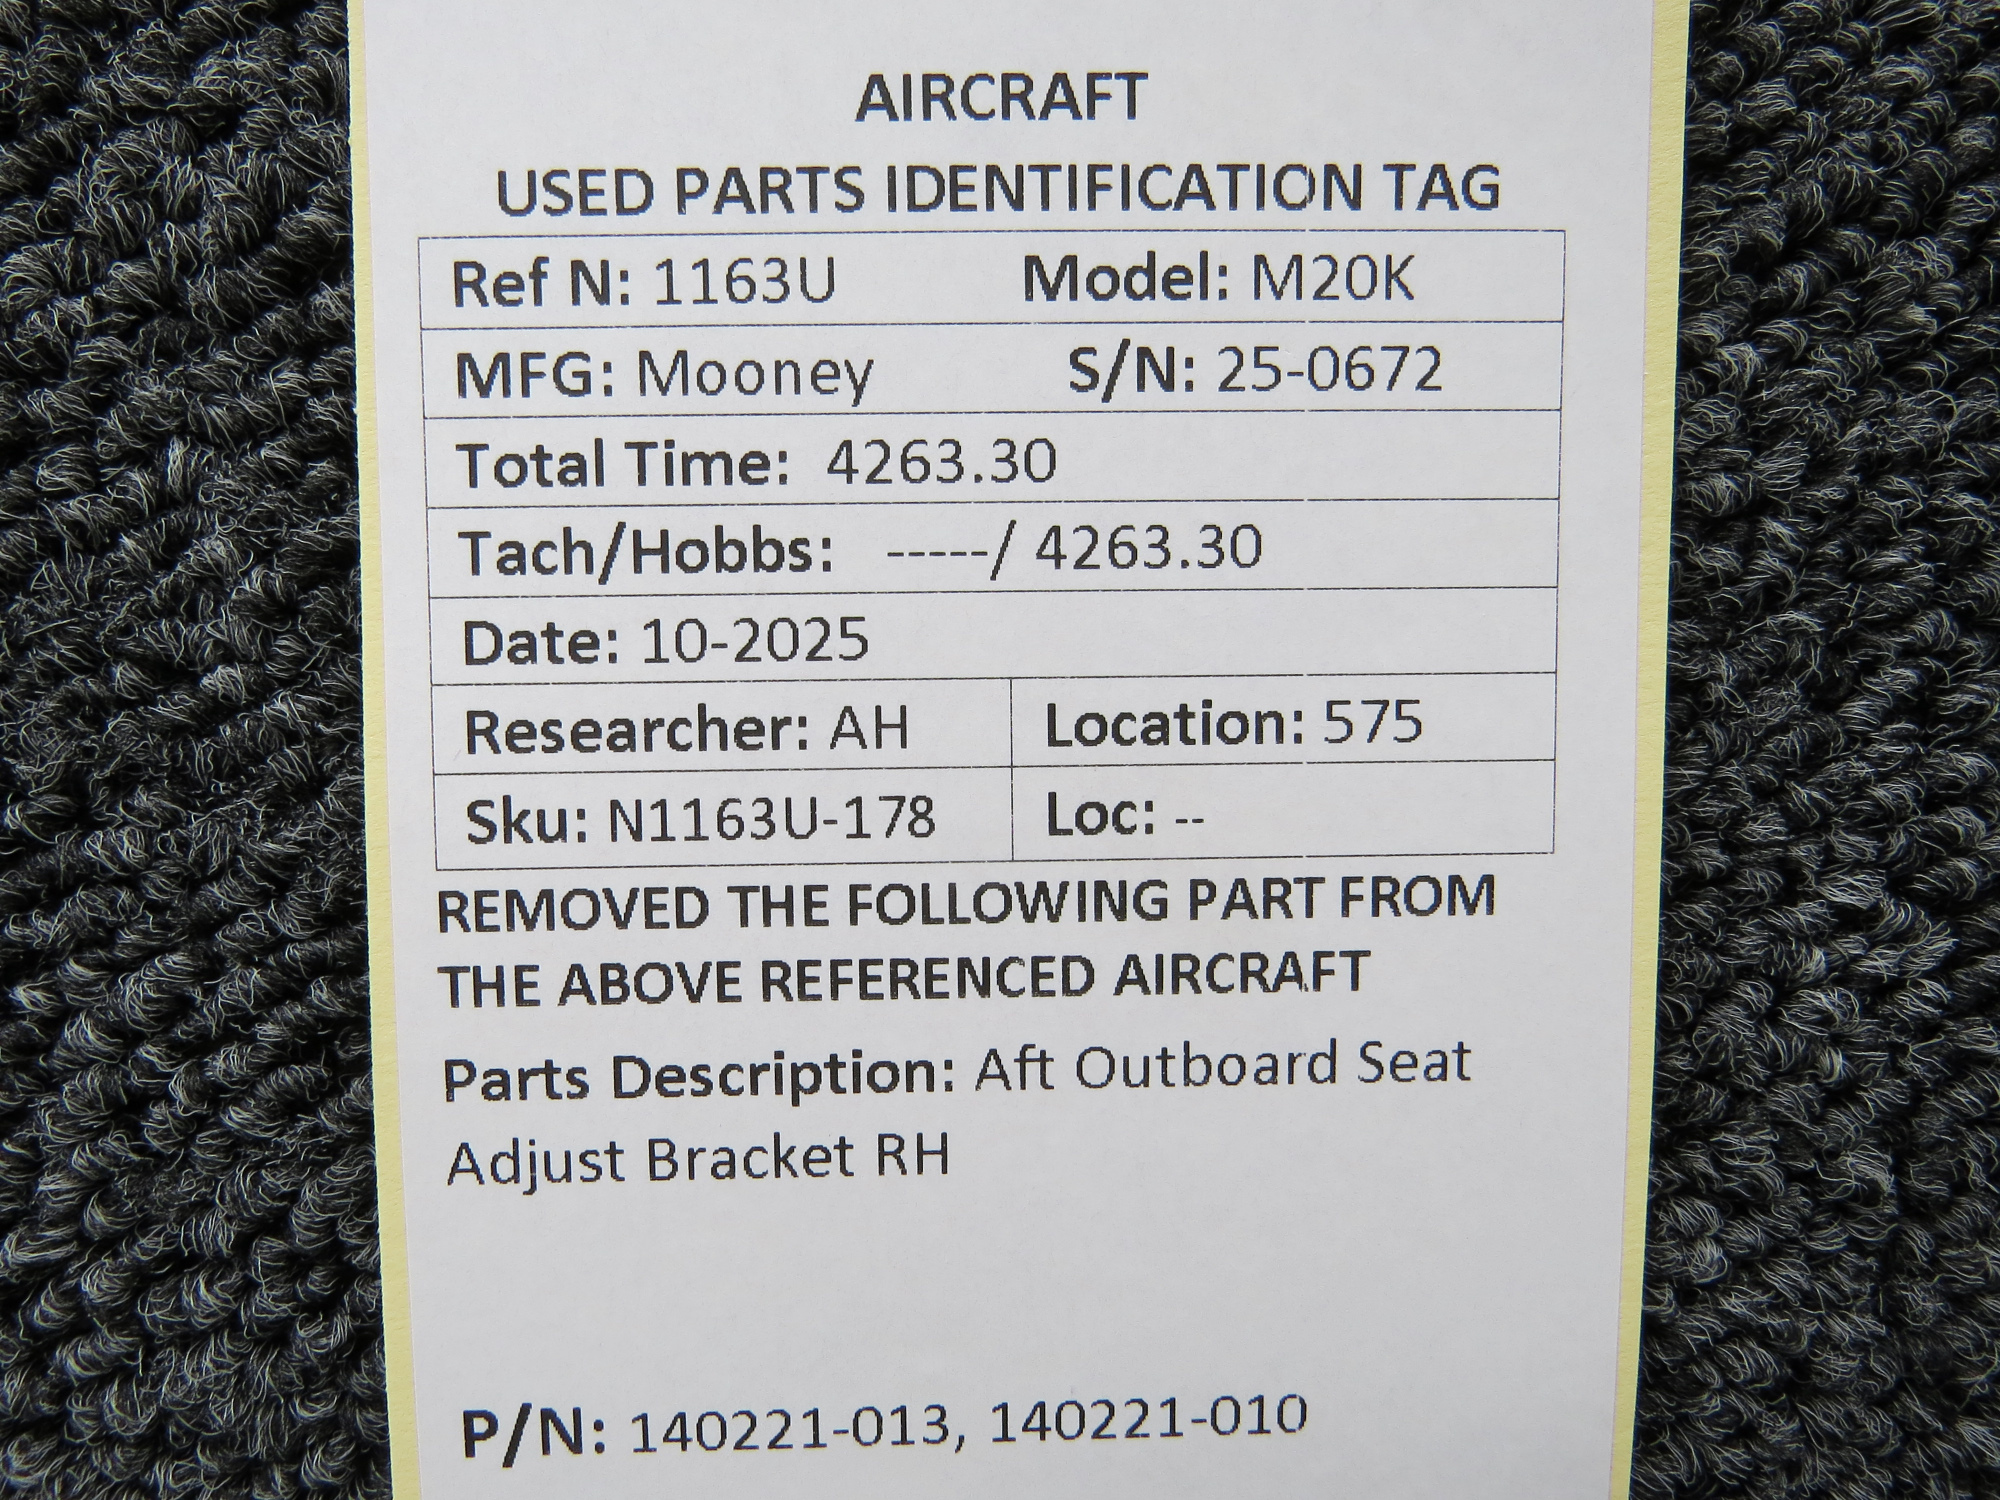 AIRCRAFT
USED PARTS IDENTIFICATION TAG
Ref N: 1163U Model: M20K
MFG: Mooney S/N: 25-0672
Total Time: 4263.30
Tach/Hobbs: -----/ 4263.30
Date: 10-2025
Researcher: AH Location: 575
Sku: N1163U-178 Loc: --
REMOVED THE FOLLOWING PART FROM
THE ABOVE REFERENCED AIRCRAFT
Parts Description: Aft Outboard Seat
Adjust Bracket RH
P/N: 140221-013, 140221-010